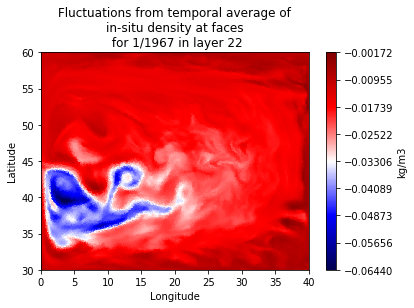 Fluctuations from temporal average of
in-situ density at faces
for 1/1967 in layer 22
60
55
50
45
40
35
30
Latitude
0 5 10 15 20 25 30 35 40
Longitude
−0.00172
−0.00955
−0.01739
−0.02522
−0.03306
−0.04089
−0.04873
−0.05656
−0.06440
kg/m3